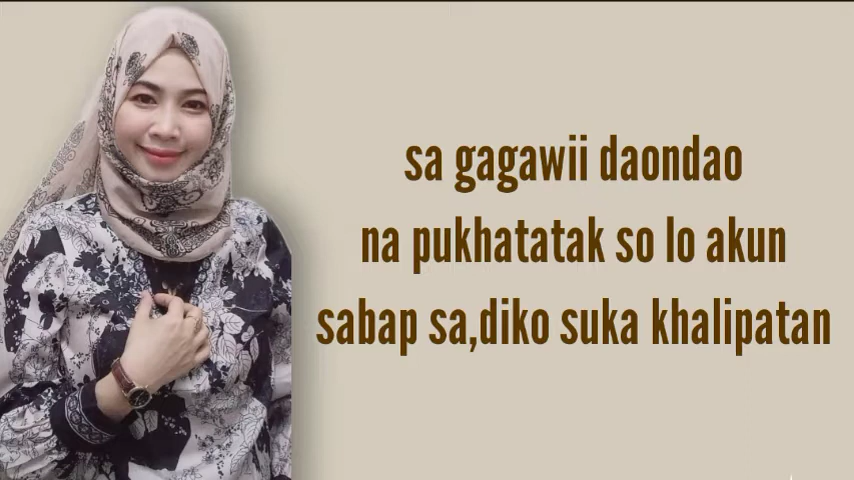 sa gagawii daondao
na pukhatatak so lo akun
sabap sa,diko suka khalipatan